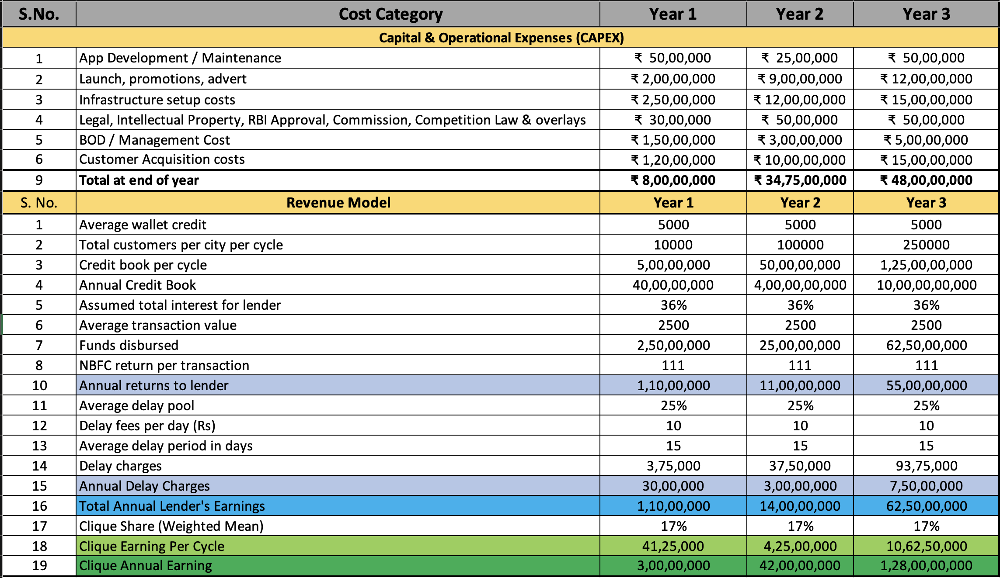 S.No. Cost Category Year 1 Year 2 Year 3
Capital & Operational Expenses (CAPEX)
1 App Development / Maintenance ₹ 50,00,000 ₹ 25,00,000 ₹ 50,00,000
2 Launch, promotions, advert ₹ 2,00,00,000 ₹ 9,00,00,000 ₹ 12,00,00,000
3 Infrastructure setup costs ₹ 2,50,00,000 ₹ 12,00,00,000 ₹ 15,00,00,000
4 Legal, Intellectual Property, RBI Approval, Commission, Competition Law & overlays ₹ 30,00,000 ₹ 50,00,000 ₹ 50,00,000
5 BOD / Management Cost ₹ 1,50,00,000 ₹ 3,00,00,000 ₹ 5,00,00,000
6 Customer Acquisition costs ₹ 1,20,00,000 ₹ 10,00,00,000 ₹ 15,00,00,000
9 Total at end of year ₹ 8,00,00,000 ₹ 34,75,00,000 ₹ 48,00,00,000
S. No. Revenue Model Year 1 Year 2 Year 3
1 Average wallet credit 5000 5000 5000
2 Total customers per city per cycle 10000 100000 250000
3 Credit book per cycle 5,00,00,000 50,00,00,000 1,25,00,00,000
4 Annual Credit Book 40,00,00,000 4,00,00,00,000 10,00,00,00,000
5 Assumed total interest for lender 36% 36% 36%
6 Average transaction value 2500 2500 2500
7 Funds disbursed 2,50,00,000 25,00,00,000 62,50,00,000
8 NBFC return per transaction 111 111 111
10 Annual returns to lender 1,10,00,000 11,00,00,000 55,00,00,000
11 Average delay pool 25% 25% 25%
12 Delay fees per day (Rs) 10 10 10
13 Average delay period in days 15 15 15
14 Delay charges 3,75,000 37,50,000 93,75,000
15 Annual Delay Charges 30,00,000 3,00,00,000 7,50,00,000
16 Total Annual Lender's Earnings 1,10,00,000 14,00,00,000 62,50,00,000
17 Clique Share (Weighted Mean) 17% 17% 17%
18 Clique Earning Per Cycle 41,25,000 4,25,00,000 10,62,50,000
19 Clique Annual Earning 3,00,00,000 42,00,00,000 1,28,00,00,000